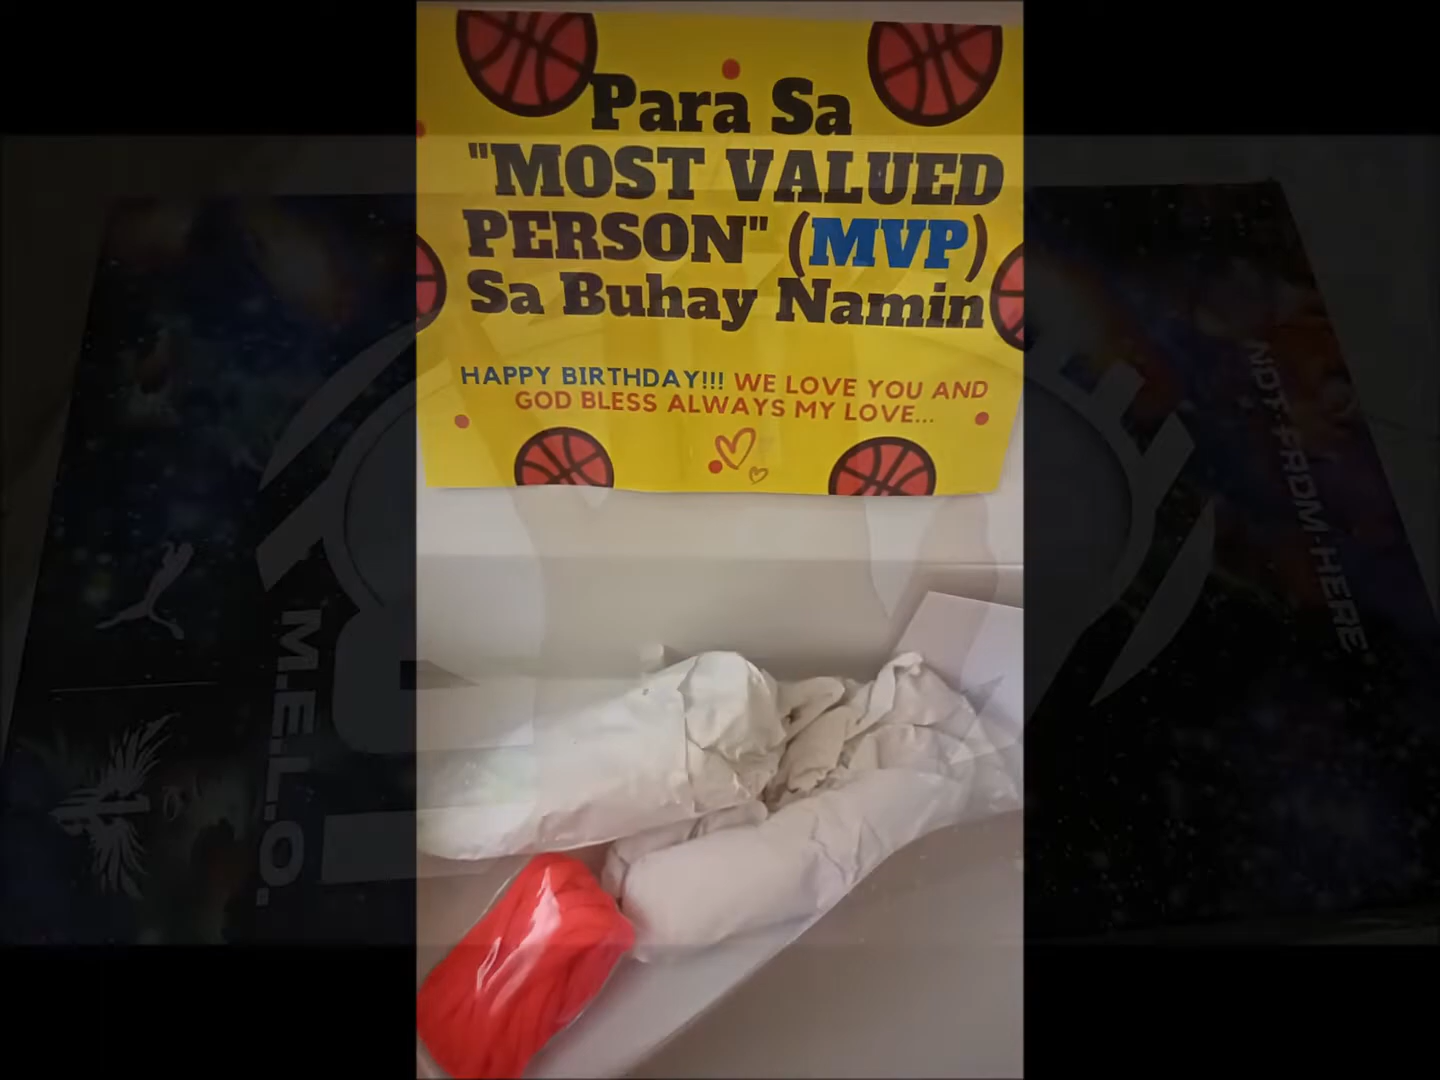 Para Sa
"MOST VALUED
PERSON" (MVP)
Sa Buhay Namin
HAPPY BIRTHDAY!!! WE LOVE YOU AND
GOD BLESS ALWAYS MY LOVE...
M.E.L.O.
NOT·FROM·HERE